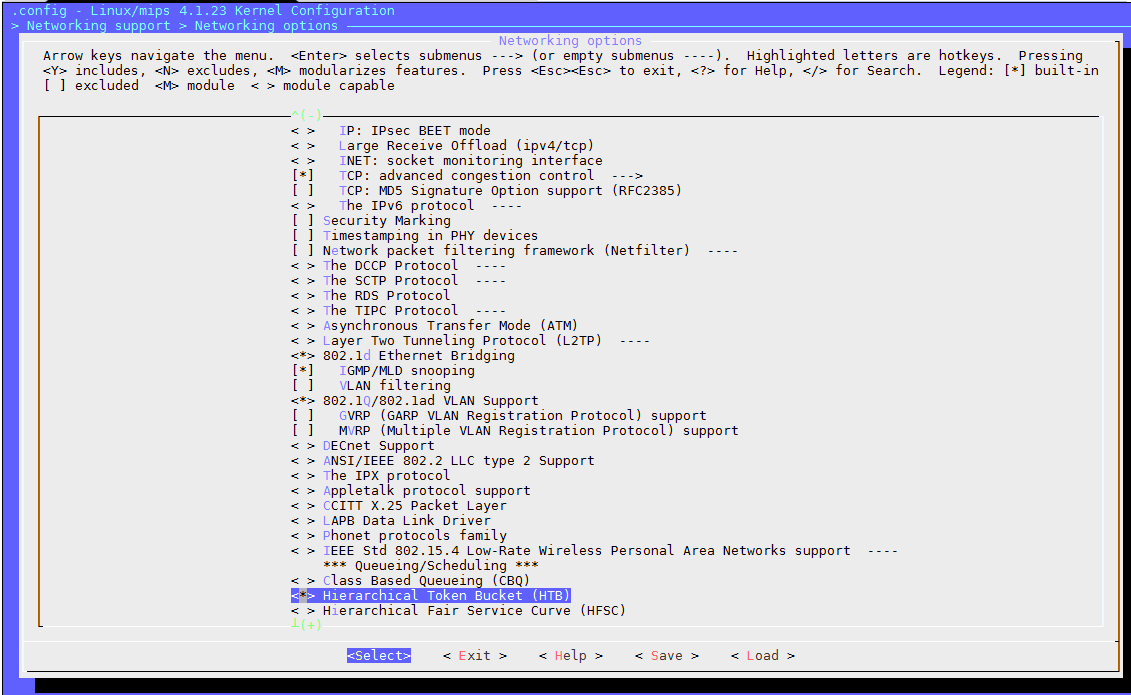 .config - Linux/mips 4.1.23 Kernel Configuration
> Networking support > Networking options
Networking options
Arrow keys navigate the menu.  <Enter> selects submenus ---> (or empty submenus ----).  Highlighted letters are hotkeys.  Pressing
<Y> includes, <N> excludes, <M> modularizes features.  Press <Esc><Esc> to exit, <?> for Help, </> for Search.  Legend: [*] built-in
[ ] excluded  <M> module  < > module capable
^(-)
< >   IP: IPsec BEET mode
< >   Large Receive Offload (ipv4/tcp)
< >   INET: socket monitoring interface
[*]   TCP: advanced congestion control  --->
[ ]   TCP: MD5 Signature Option support (RFC2385)
< >   The IPv6 protocol  ----
[ ] Security Marking
[ ] Timestamping in PHY devices
[ ] Network packet filtering framework (Netfilter)  ----
< > The DCCP Protocol  ----
< > The SCTP Protocol  ----
< > The RDS Protocol
< > The TIPC Protocol  ----
< > Asynchronous Transfer Mode (ATM)
< > Layer Two Tunneling Protocol (L2TP)  ----
<*> 802.1d Ethernet Bridging
[*]   IGMP/MLD snooping
[ ]   VLAN filtering
<*> 802.1Q/802.1ad VLAN Support
[ ]   GVRP (GARP VLAN Registration Protocol) support
[ ]   MVRP (Multiple VLAN Registration Protocol) support
< > DECnet Support
< > ANSI/IEEE 802.2 LLC type 2 Support
< > The IPX protocol
< > Appletalk protocol support
< > CCITT X.25 Packet Layer
< > LAPB Data Link Driver
< > Phonet protocols family
< > IEEE Std 802.15.4 Low-Rate Wireless Personal Area Networks support  ----
*** Queueing/Scheduling ***
< > Class Based Queueing (CBQ)
<*> Hierarchical Token Bucket (HTB)
< > Hierarchical Fair Service Curve (HFSC)
┴(+)
<Select>    < Exit >    < Help >    < Save >    < Load >